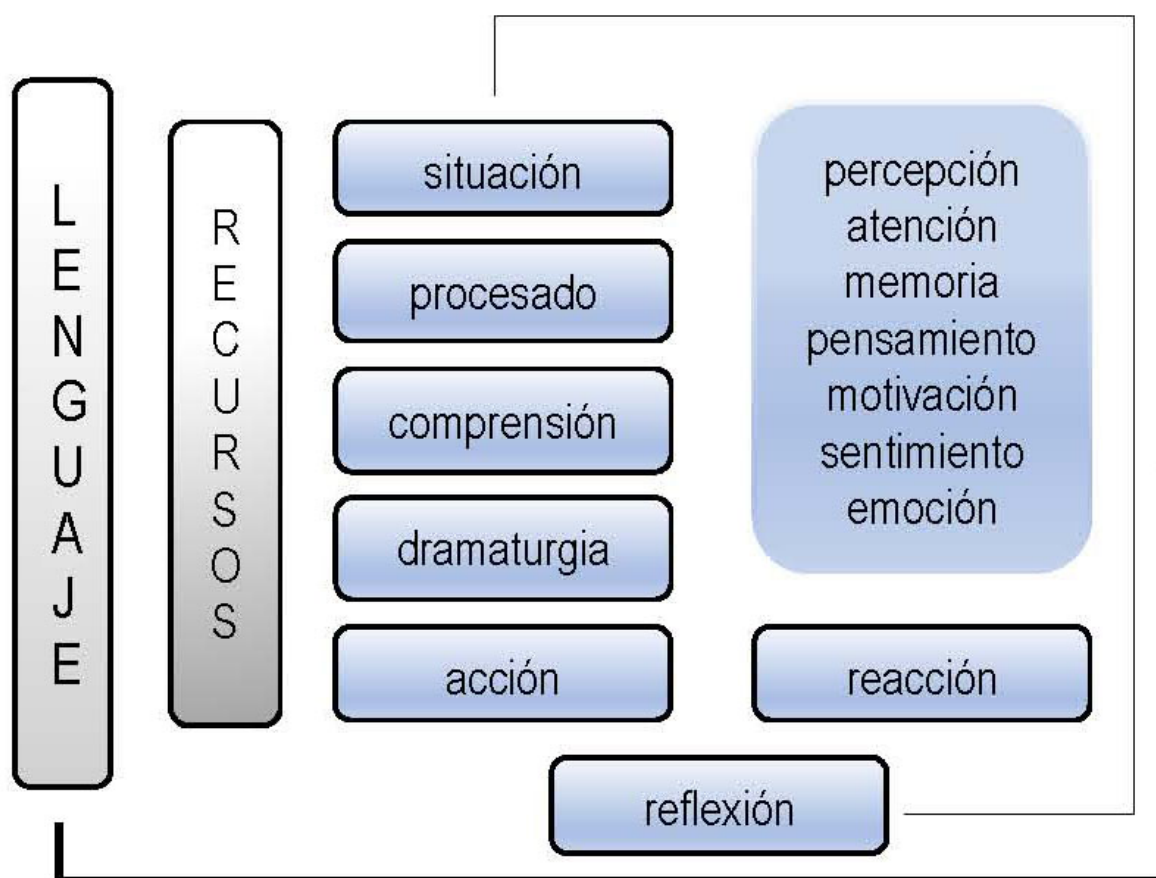 LENGUAJE
RECURSOS
situación
procesado
comprensión
dramaturgia
acción
percepción
atención
memoria
pensamiento
motivación
sentimiento
emoción
reacción
reflexión